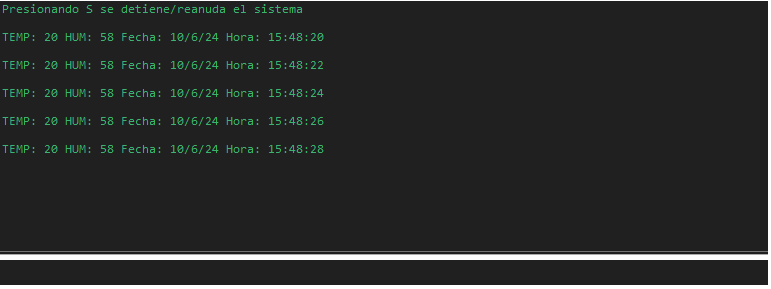 Presionando S se detiene/reanuda el sistema
TEMP: 20 HUM: 58 Fecha: 10/6/24 Hora: 15:48:20
TEMP: 20 HUM: 58 Fecha: 10/6/24 Hora: 15:48:22
TEMP: 20 HUM: 58 Fecha: 10/6/24 Hora: 15:48:24
TEMP: 20 HUM: 58 Fecha: 10/6/24 Hora: 15:48:26
TEMP: 20 HUM: 58 Fecha: 10/6/24 Hora: 15:48:28